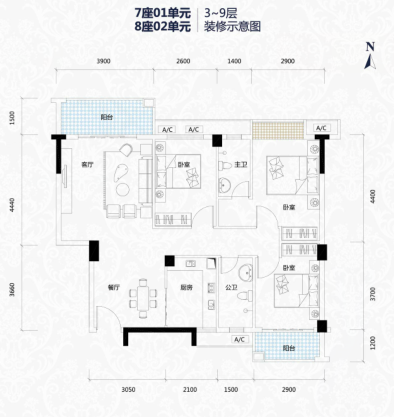 7座01单元 3~9层
8座02单元 装修示意图
N
3900 2600 1400 2900
1500
阳台
A/C A/C A/C
客厅 卧室 主卫
卧室
4440 4400
卧室
餐厅 厨房 公卫
3660 3700
A/C 阳台
1200
3050 2100 1500 2900